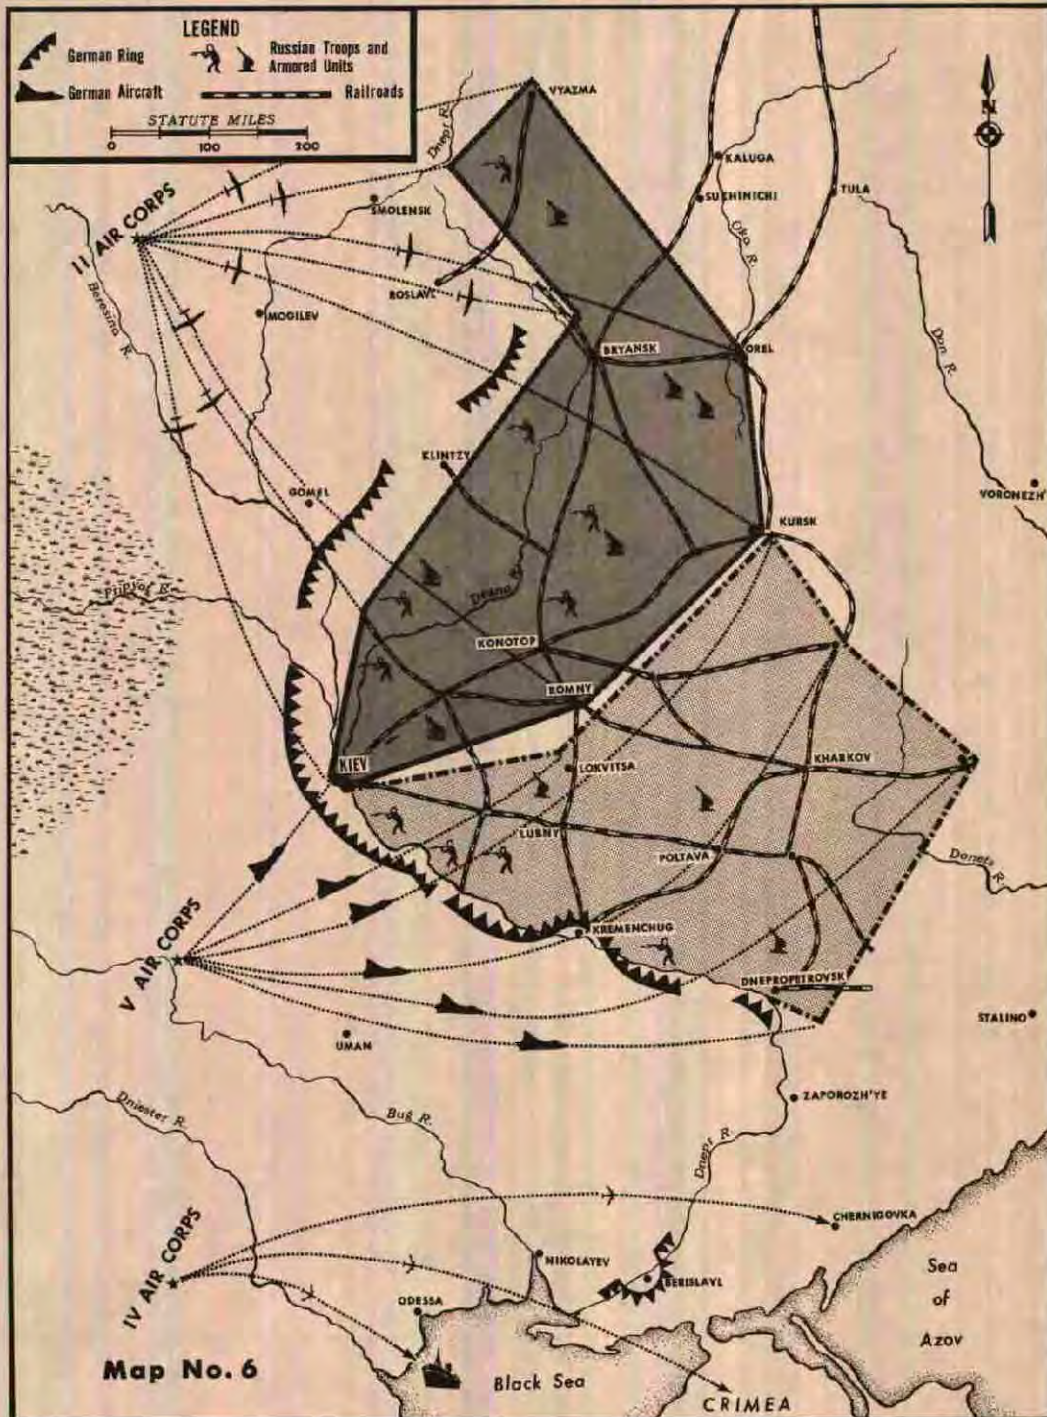 LEGEND
German Ring
Russian Troops and
Armored Units
German Aircraft
Railroads
STATUTE MILES
0 100 200
N
VYAZMA
Dnepr R.
KALUGA
SUCHINICHI
TULA
SMOLENSK
Oka R.
II AIR CORPS
Beresina R.
ROSLAVL
MOGILEV
Don R.
BRYANSK
OREL
KLINTZY
GOMEL
VORONEZH'
KURSK
Pripyat R.
Desna R.
KONOTOP
ROMNY
KIEV
LOKVITSA
KHARKOV
LUBNY
POLTAVA
Donets R.
V AIR CORPS
KREMENCHUG
DNEPROPETROVSK
STALINO
UMAN
ZAPOROZH'YE
Dniester R.
Bug R.
Dnepr R.
IV AIR CORPS
CHERNIGOVKA
NIKOLAYEV
BERISLAVL
Sea
of
Azov
ODESSA
Map No. 6
Black Sea
CRIMEA